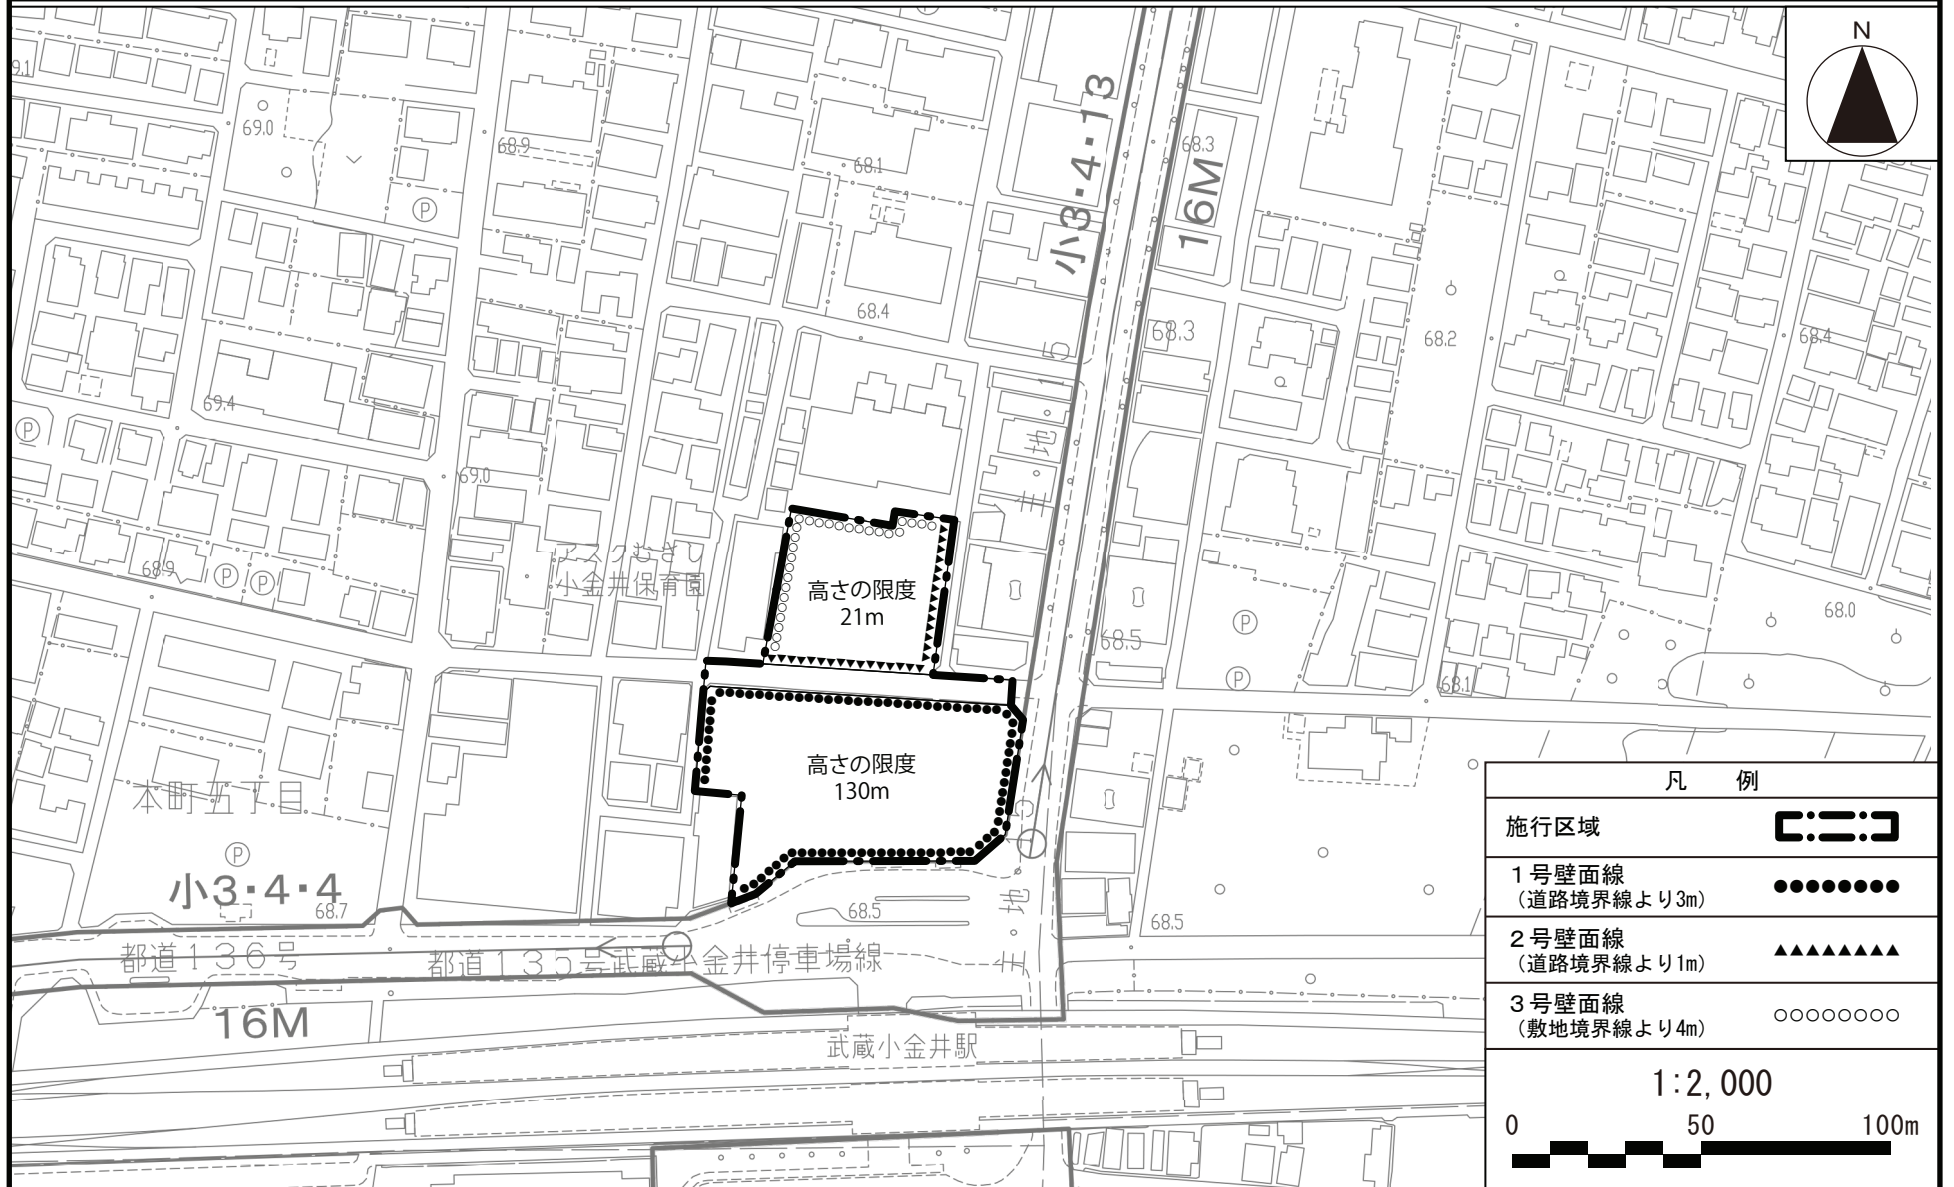 N
9.1
69.0
68.9
68.1
小3・4・13
68.3
16M
68.4
15
68.3
68.2
68.4
69.4
P
P
69.0
主・地・
アスクむさし
小金井保育園
68.9
P
P
高さの限度
21m
P
68.5
68.0
P
68.1
高さの限度
130m
本町五丁目
P
15
主・地・
小3・4・4
68.7
68.5
68.5
都道136号
都道135号武蔵小金井停車場線
16M
武蔵小金井駅
凡 例
施行区域
1号壁面線
(道路境界線より3m)
2号壁面線
(道路境界線より1m)
3号壁面線
(敷地境界線より4m)
1:2,000
0 50 100m